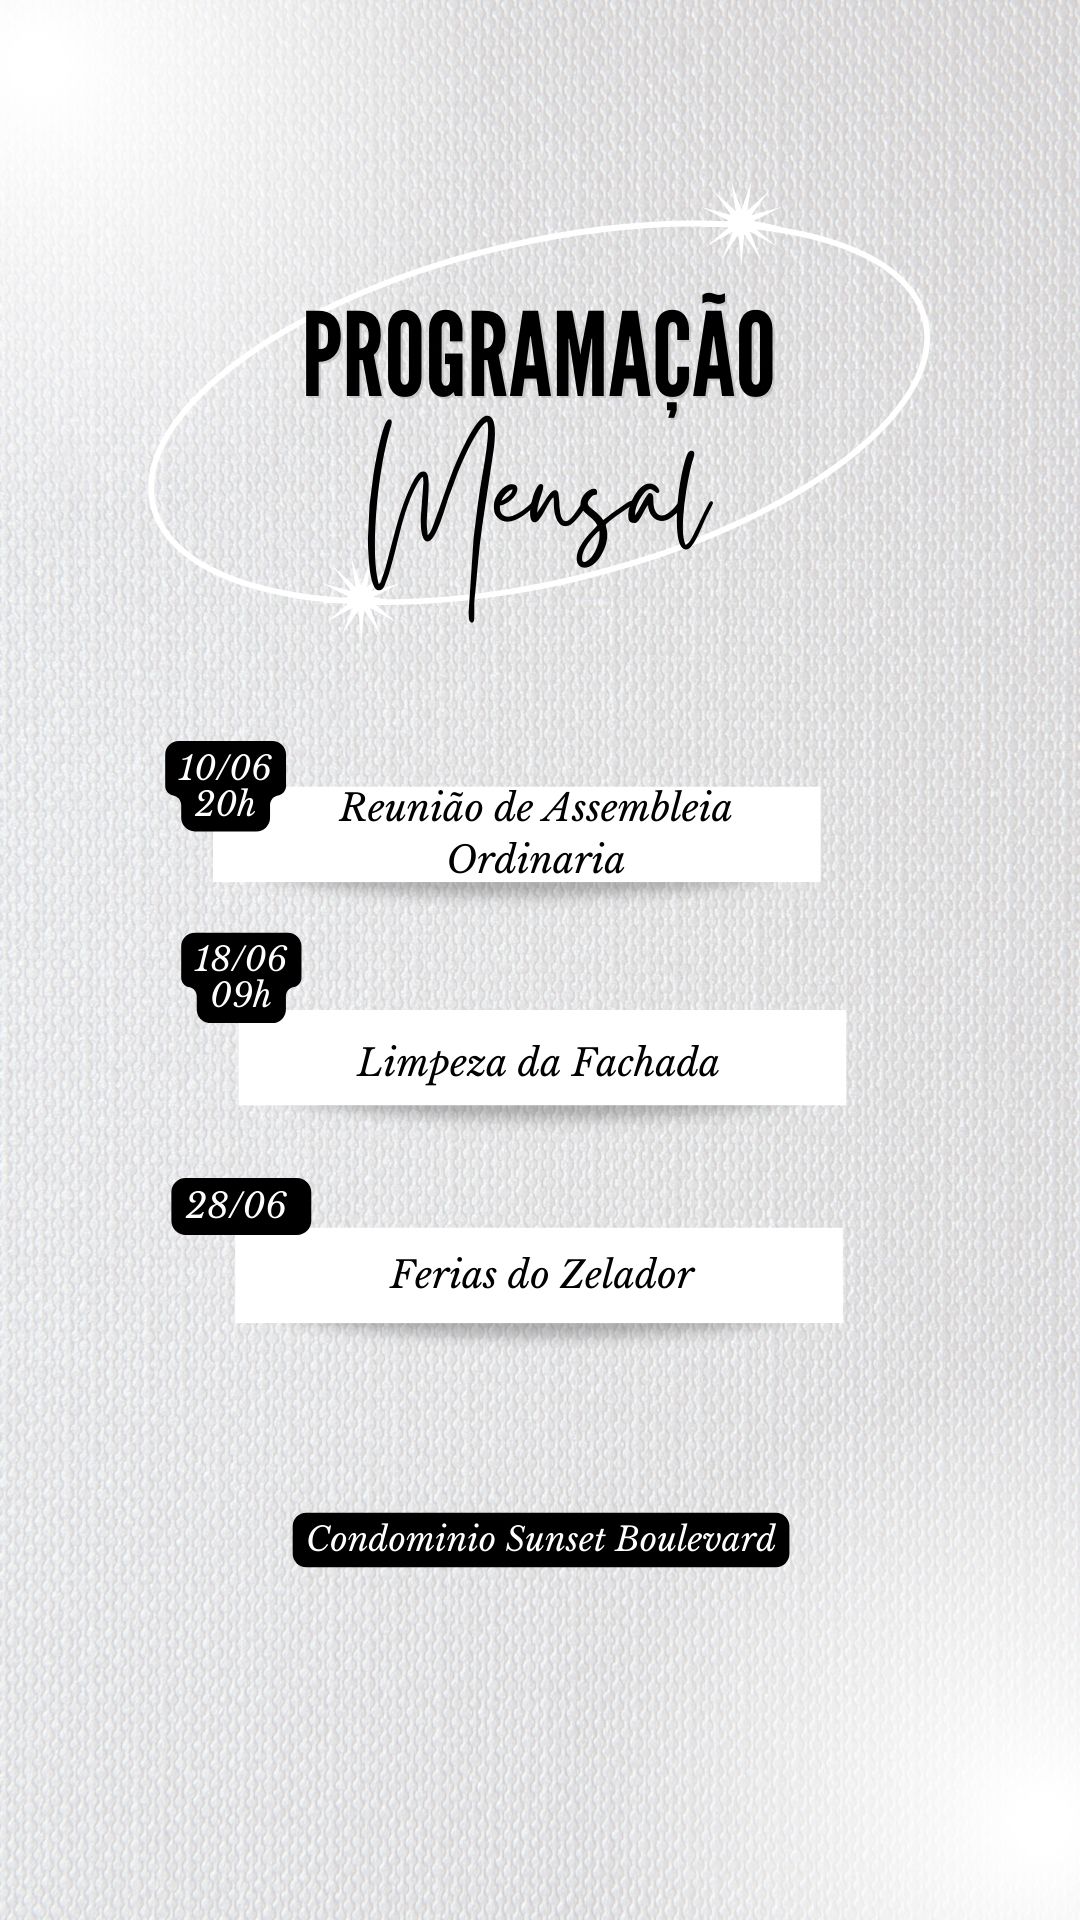 PROGRAMAÇÃO
Mensal
10/06
20h
Reunião de Assembleia
Ordinaria
18/06
09h
Limpeza da Fachada
28/06
Ferias do Zelador
Condominio Sunset Boulevard